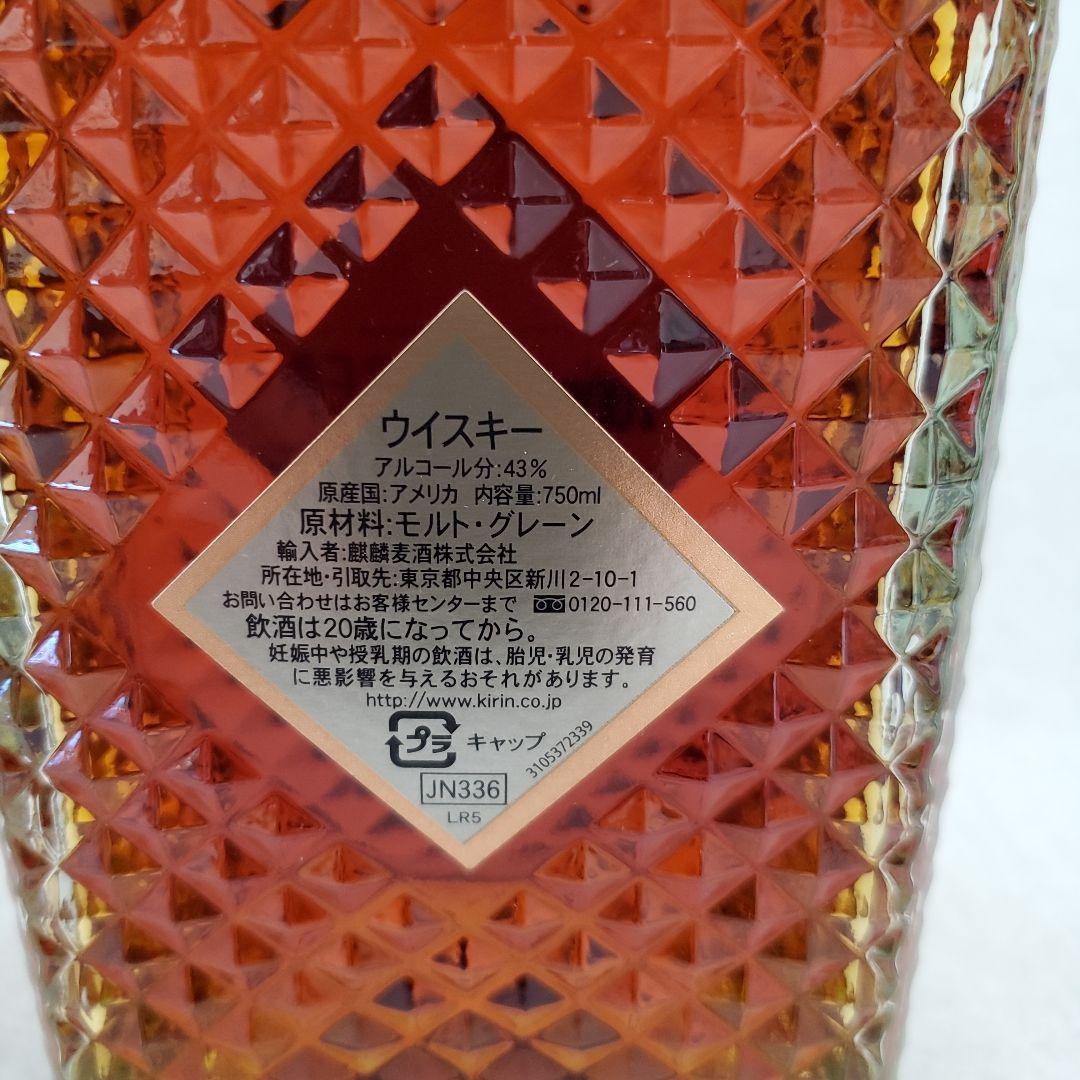 ウイスキー
アルコール分:43%
原産国:アメリカ 内容量:750ml
原材料:モルト・グレーン
輸入者:麒麟麦酒株式会社
所在地・引取先:東京都中央区新川2-10-1
お問い合わせはお客様センターまで 0120-111-560
飲酒は20歳になってから。
妊娠中や授乳期の飲酒は、胎児・乳児の発育
に悪影響を与えるおそれがあります。
http://www.kirin.co.jp
プラ キャップ
3105372339
JN336
LR5